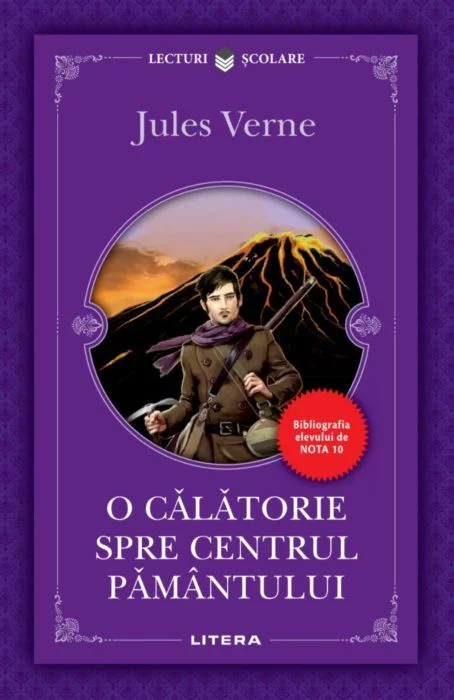 LECTURI ȘCOLARE
Jules Verne
Bibliografia
elevului de
NOTA 10
O CĂLĂTORIE
SPRE CENTRUL
PĂMÂNTULUI
LITERA